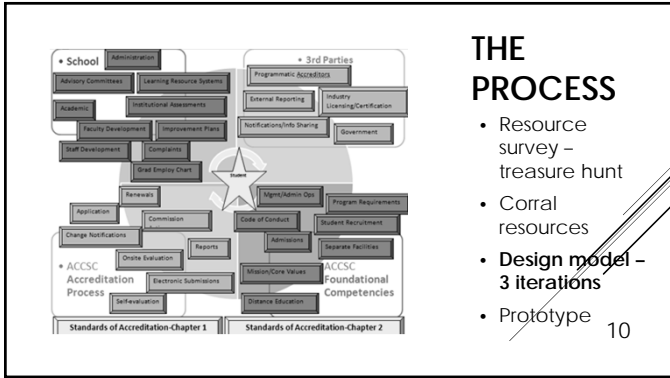 • School
Administration
Advisory Committees
Learning Resource Systems
Academic
Institutional Assessments
Faculty Development
Improvement Plans
Staff Development
Complaints
Grad Employ Chart
• 3rd Parties
Programmatic Accreditors
External Reporting
Industry
Licensing/Certification
Notifications/Info Sharing
Government
Student
Renewals
Application
Commission
Change Notifications
Reports
Onsite Evaluation
• ACCSC
Accreditation
Process
Electronic Submissions
Self-evaluation
Mgmt/Admin Ops
Program Requirements
Code of Conduct
Student Recruitment
Admissions
Separate Facilities
Mission/Core Values
ACCSC
Foundational
Competencies
Distance Education
Standards of Accreditation-Chapter 1
Standards of Accreditation-Chapter 2
THE
PROCESS
• Resource
survey –
treasure hunt
• Corral
resources
• Design model –
3 iterations
• Prototype
10